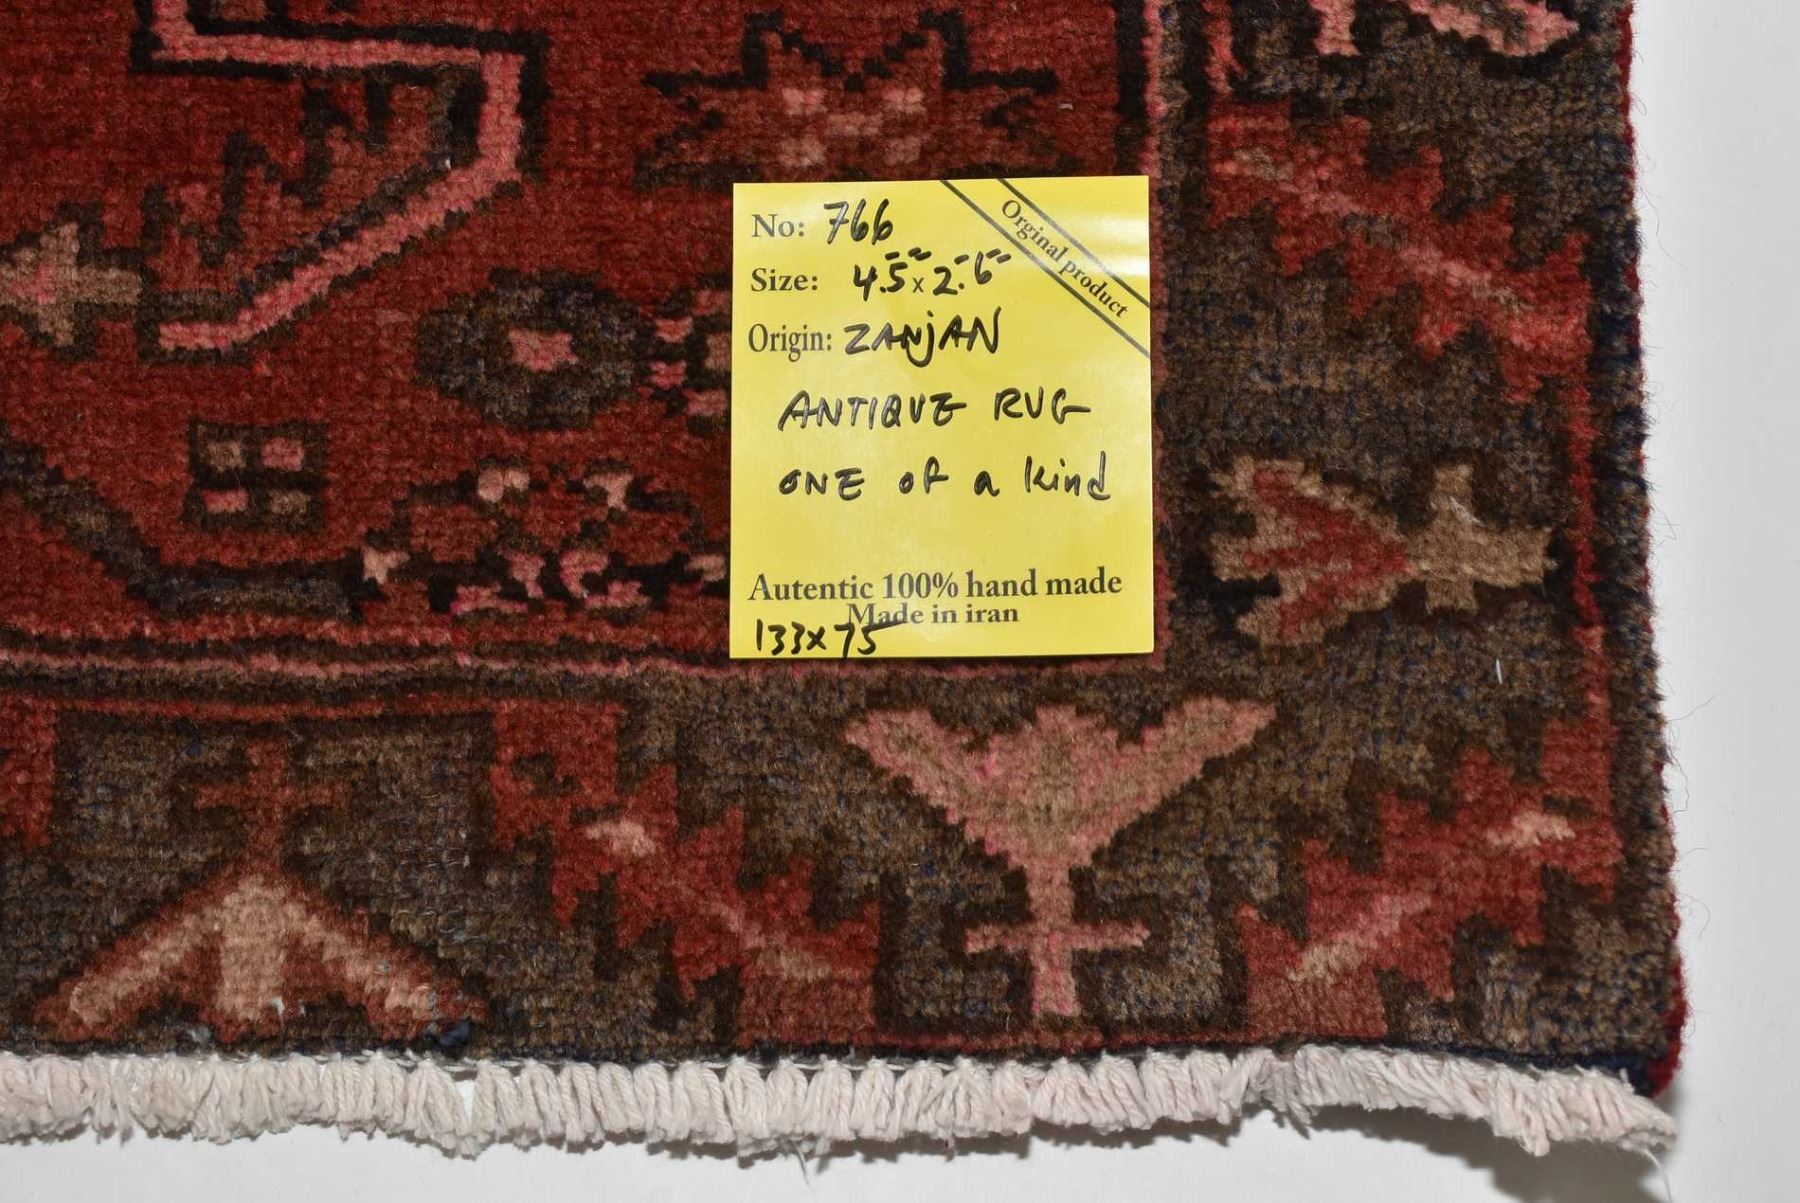 No: 766
Orginal product
Size: 4'.5" x 2'.6"
Origin: ZANjAN
ANTIQUE RUG
ONE of a kind
Autentic 100% hand made
Made in iran
133x75